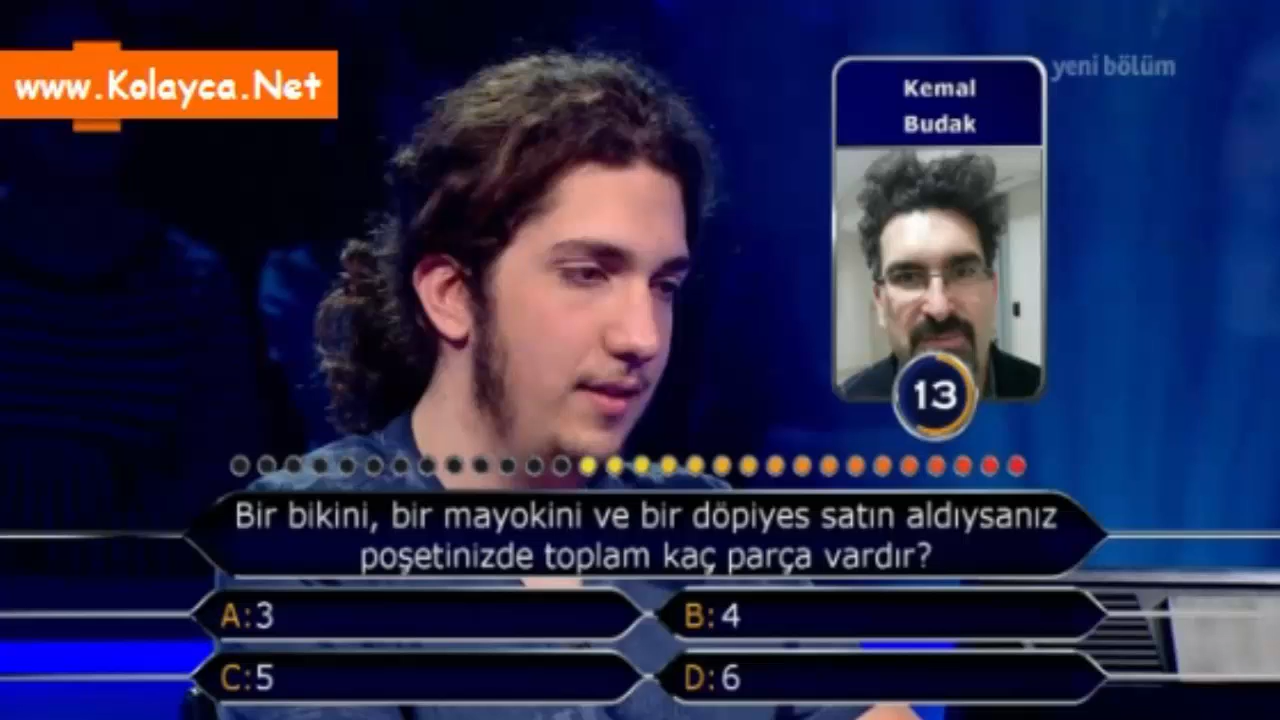 www.Kolayca.Net
yeni bölüm
Kemal
Budak
13
Bir bikini, bir mayokini ve bir döpiyes satın aldıysanız
poşetinizde toplam kaç parça vardır?
A: 3
B: 4
C: 5
D: 6